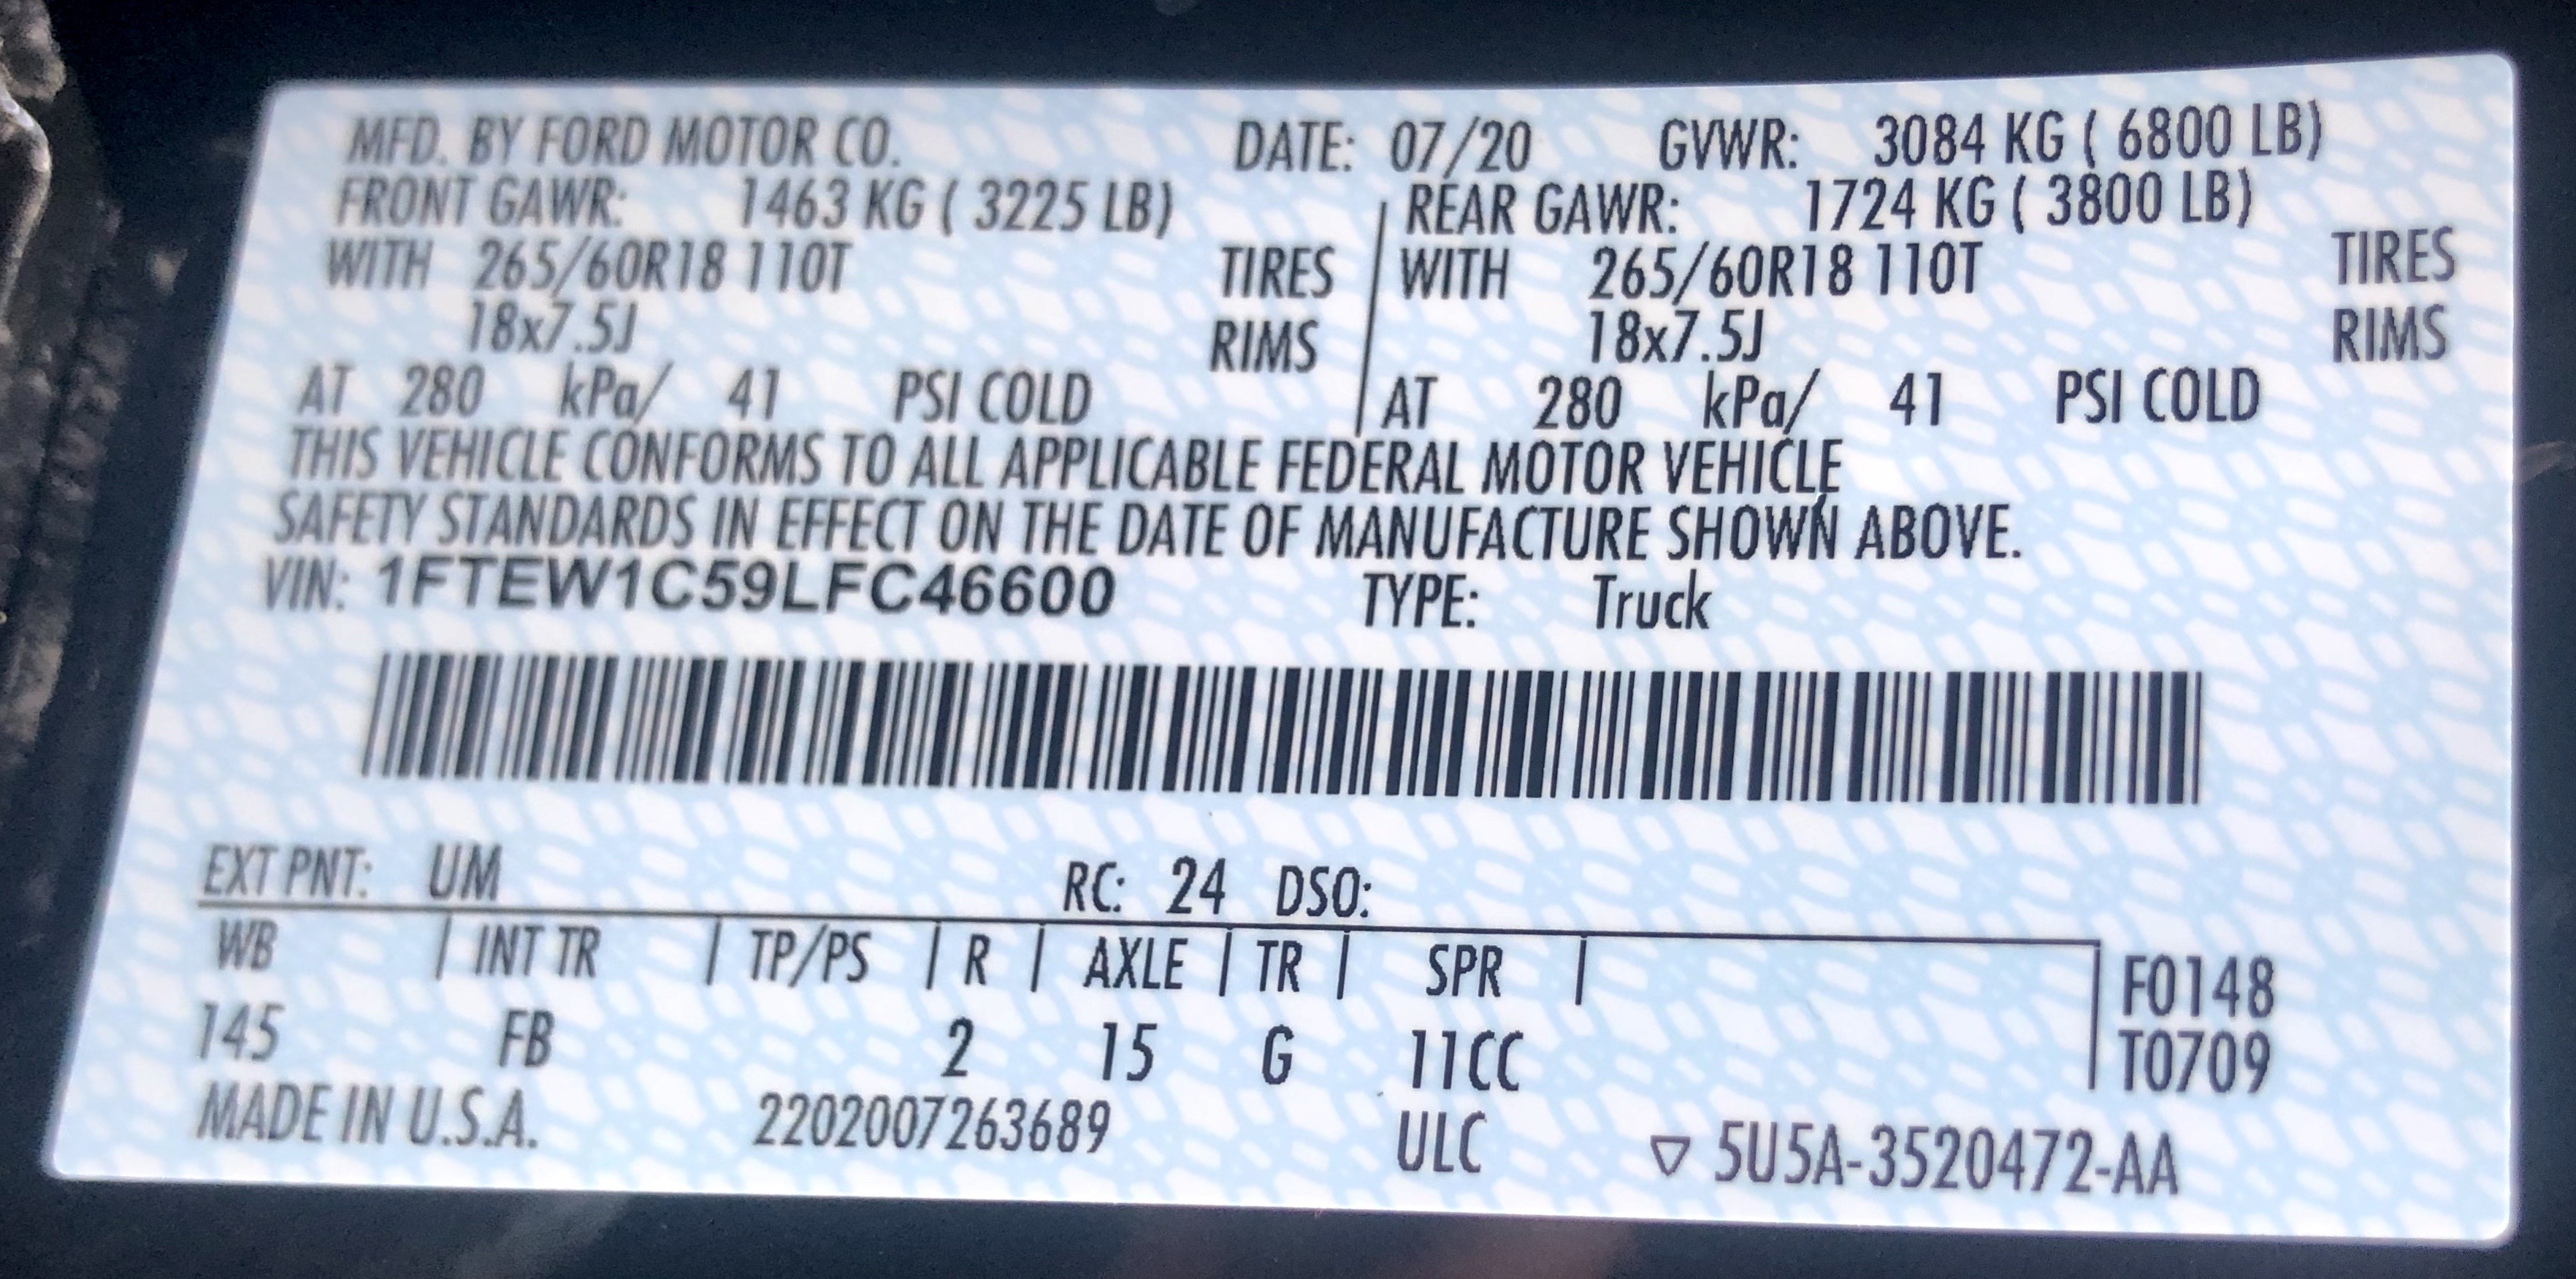 MFD. BY FORD MOTOR CO. DATE: 07/20 GVWR: 3084 KG ( 6800 LB)
FRONT GAWR: 1463 KG ( 3225 LB) REAR GAWR: 1724 KG ( 3800 LB)
WITH 265/60R18 110T TIRES WITH 265/60R18 110T TIRES
18x7.5J RIMS 18x7.5J RIMS
AT 280 kPa/ 41 PSI COLD AT 280 kPa/ 41 PSI COLD
THIS VEHICLE CONFORMS TO ALL APPLICABLE FEDERAL MOTOR VEHICLE
SAFETY STANDARDS IN EFFECT ON THE DATE OF MANUFACTURE SHOWN ABOVE.
VIN: 1FTEW1C59LFC46600 TYPE: Truck
EXT PNT: UM RC: 24 DSO:
WB | INT TR | TP/PS | R | AXLE | TR | SPR | F0148
145 FB 2 15 G 11CC T0709
MADE IN U.S.A. 2202007263689 ULC ▽ 5U5A-3520472-AA